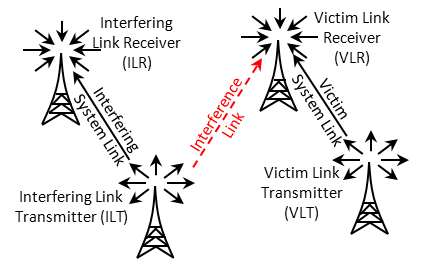 Interfering
Link Receiver
(ILR)
Victim Link
Receiver
(VLR)
Interfering
System Link
Interference
Link
Victim
System Link
Interfering Link
Transmitter (ILT)
Victim Link
Transmitter
(VLT)